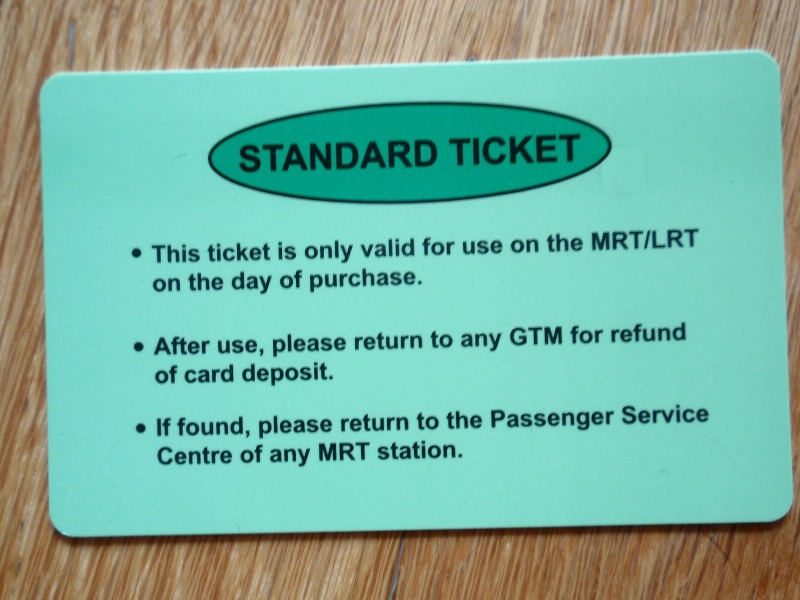 STANDARD TICKET
• This ticket is only valid for use on the MRT/LRT
on the day of purchase.
• After use, please return to any GTM for refund
of card deposit.
• If found, please return to the Passenger Service
Centre of any MRT station.